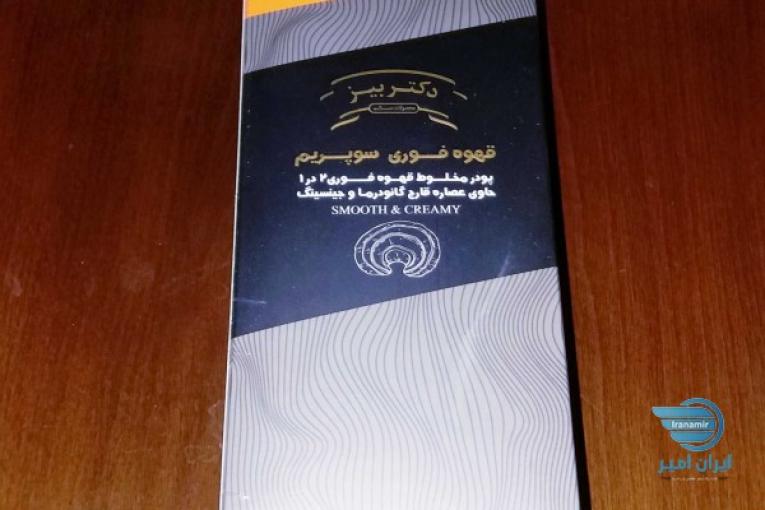 دکتر بیز
قهوه فوری سوپریم
پودر مخلوط قهوه فوری ۲ در ۱
حاوی عصاره قارچ گانودرما و جینسینگ
SMOOTH & CREAMY
Iranamir
ایران امیر